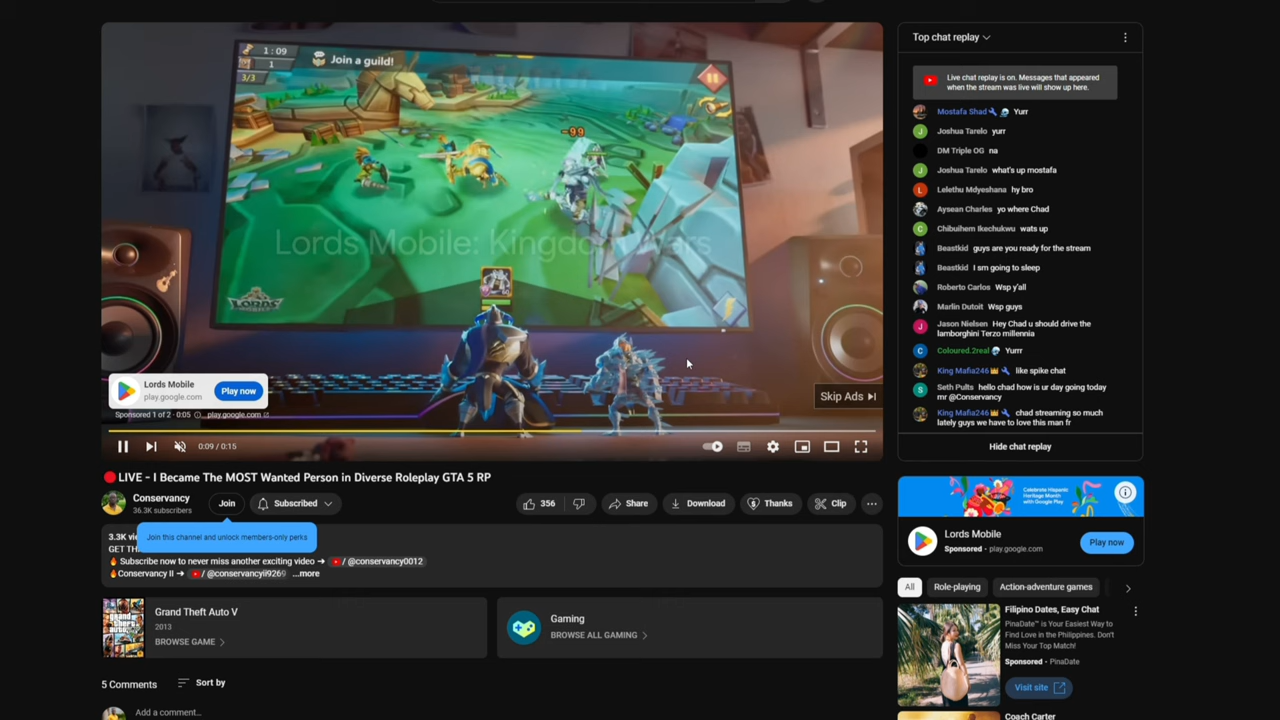 1 : 09
1
3/3
Join a guild!
-99
Lords Mobile: Kingdom Wars
LORDS
Lords Mobile
play.google.com
Play now
Sponsored 1 of 2 · 0:05
play.google.com
Skip Ads
0:09 / 0:15
🔴LIVE - I Became The MOST Wanted Person in Diverse Roleplay GTA 5 RP
Conservancy
36.3K subscribers
Join
Subscribed
356
Share
Download
Thanks
Clip
Join this channel and unlock members-only perks
3.3K vie
GET TH
🔥 Subscribe now to never miss another exciting video ➔ / @conservancy0012
🔥Conservancy II ➔ / @conservancyii9269 ...more
Grand Theft Auto V
2013
BROWSE GAME
Gaming
BROWSE ALL GAMING
5 Comments
Sort by
Add a comment...
Top chat replay
Live chat replay is on. Messages that appeared
when the stream was live will show up here.
Mostafa Shad Yurr
J Joshua Tarelo yurr
DM Triple OG na
J Joshua Tarelo what's up mostafa
L Lelethu Mdyeshana hy bro
Aysean Charles yo where Chad
C Chibuihem Ikechukwu wats up
Beastkid guys are you ready for the stream
Beastkid I sm going to sleep
Roberto Carlos Wsp y'all
Marlin Dutoit Wsp guys
J Jason Nielsen Hey Chad u should drive the
lamborghini Terzo millennia
C Coloured.2real Yurrr
King Mafia246 like spike chat
S Seth Pults hello chad how is ur day going today
mr @Conservancy
King Mafia246 chad streaming so much
lately guys we have to love this man fr
Hide chat replay
Celebrate Hispanic
Heritage Month
with Google Play
Lords Mobile
Sponsored · play.google.com
Play now
All
Role-playing
Action-adventure games
Filipino Dates, Easy Chat
PinaDate™ is Your Easiest Way to
Find Love in the Philippines. Don't
Miss Your Top Match!
Sponsored · PinaDate
Visit site
Coach Carter